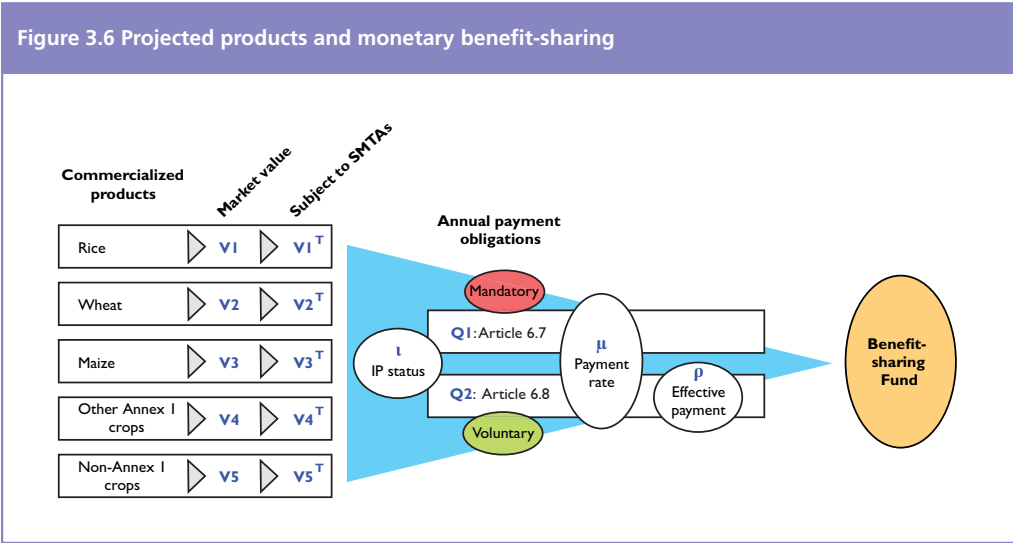 Figure 3.6 Projected products and monetary benefit-sharing
Commercialized
products
Market value
Subject to SMTAs
Rice V1 V1ᵀ
Wheat V2 V2ᵀ
Maize V3 V3ᵀ
Other Annex 1
crops
V4 V4ᵀ
Non-Annex 1
crops
V5 V5ᵀ
Annual payment
obligations
Mandatory
Q1: Article 6.7
ι
IP status
Q2: Article 6.8
Voluntary
μ
Payment
rate
ρ
Effective
payment
Benefit-
sharing
Fund